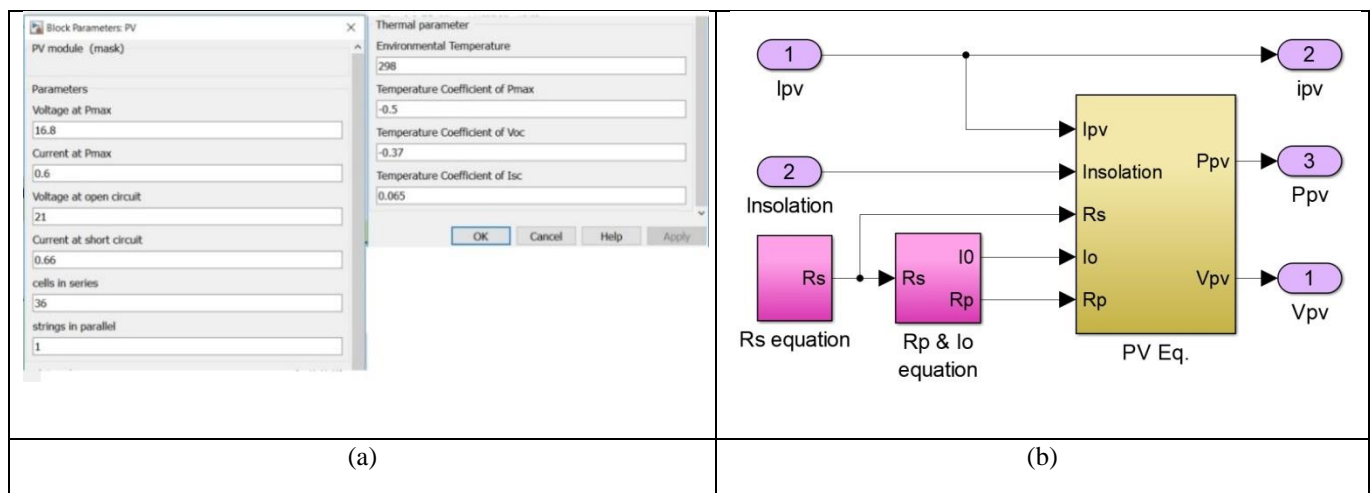 Block Parameters: PV
PV module (mask)
Parameters
Voltage at Pmax
16.8
Current at Pmax
0.6
Voltage at open circuit
21
Current at short circuit
0.66
cells in series
36
strings in parallel
1
Thermal parameter
Environmental Temperature
298
Temperature Coefficient of Pmax
-0.5
Temperature Coefficient of Voc
-0.37
Temperature Coefficient of Isc
0.065
OK Cancel Help Apply
(a)
1
Ipv
2
ipv
2
Insolation
Rs
Rs equation
Rs
I0
Rp
Rp & Io
equation
Ipv
Insolation
Rs
Io
Rp
Ppv
Vpv
PV Eq.
3
Ppv
1
Vpv
(b)